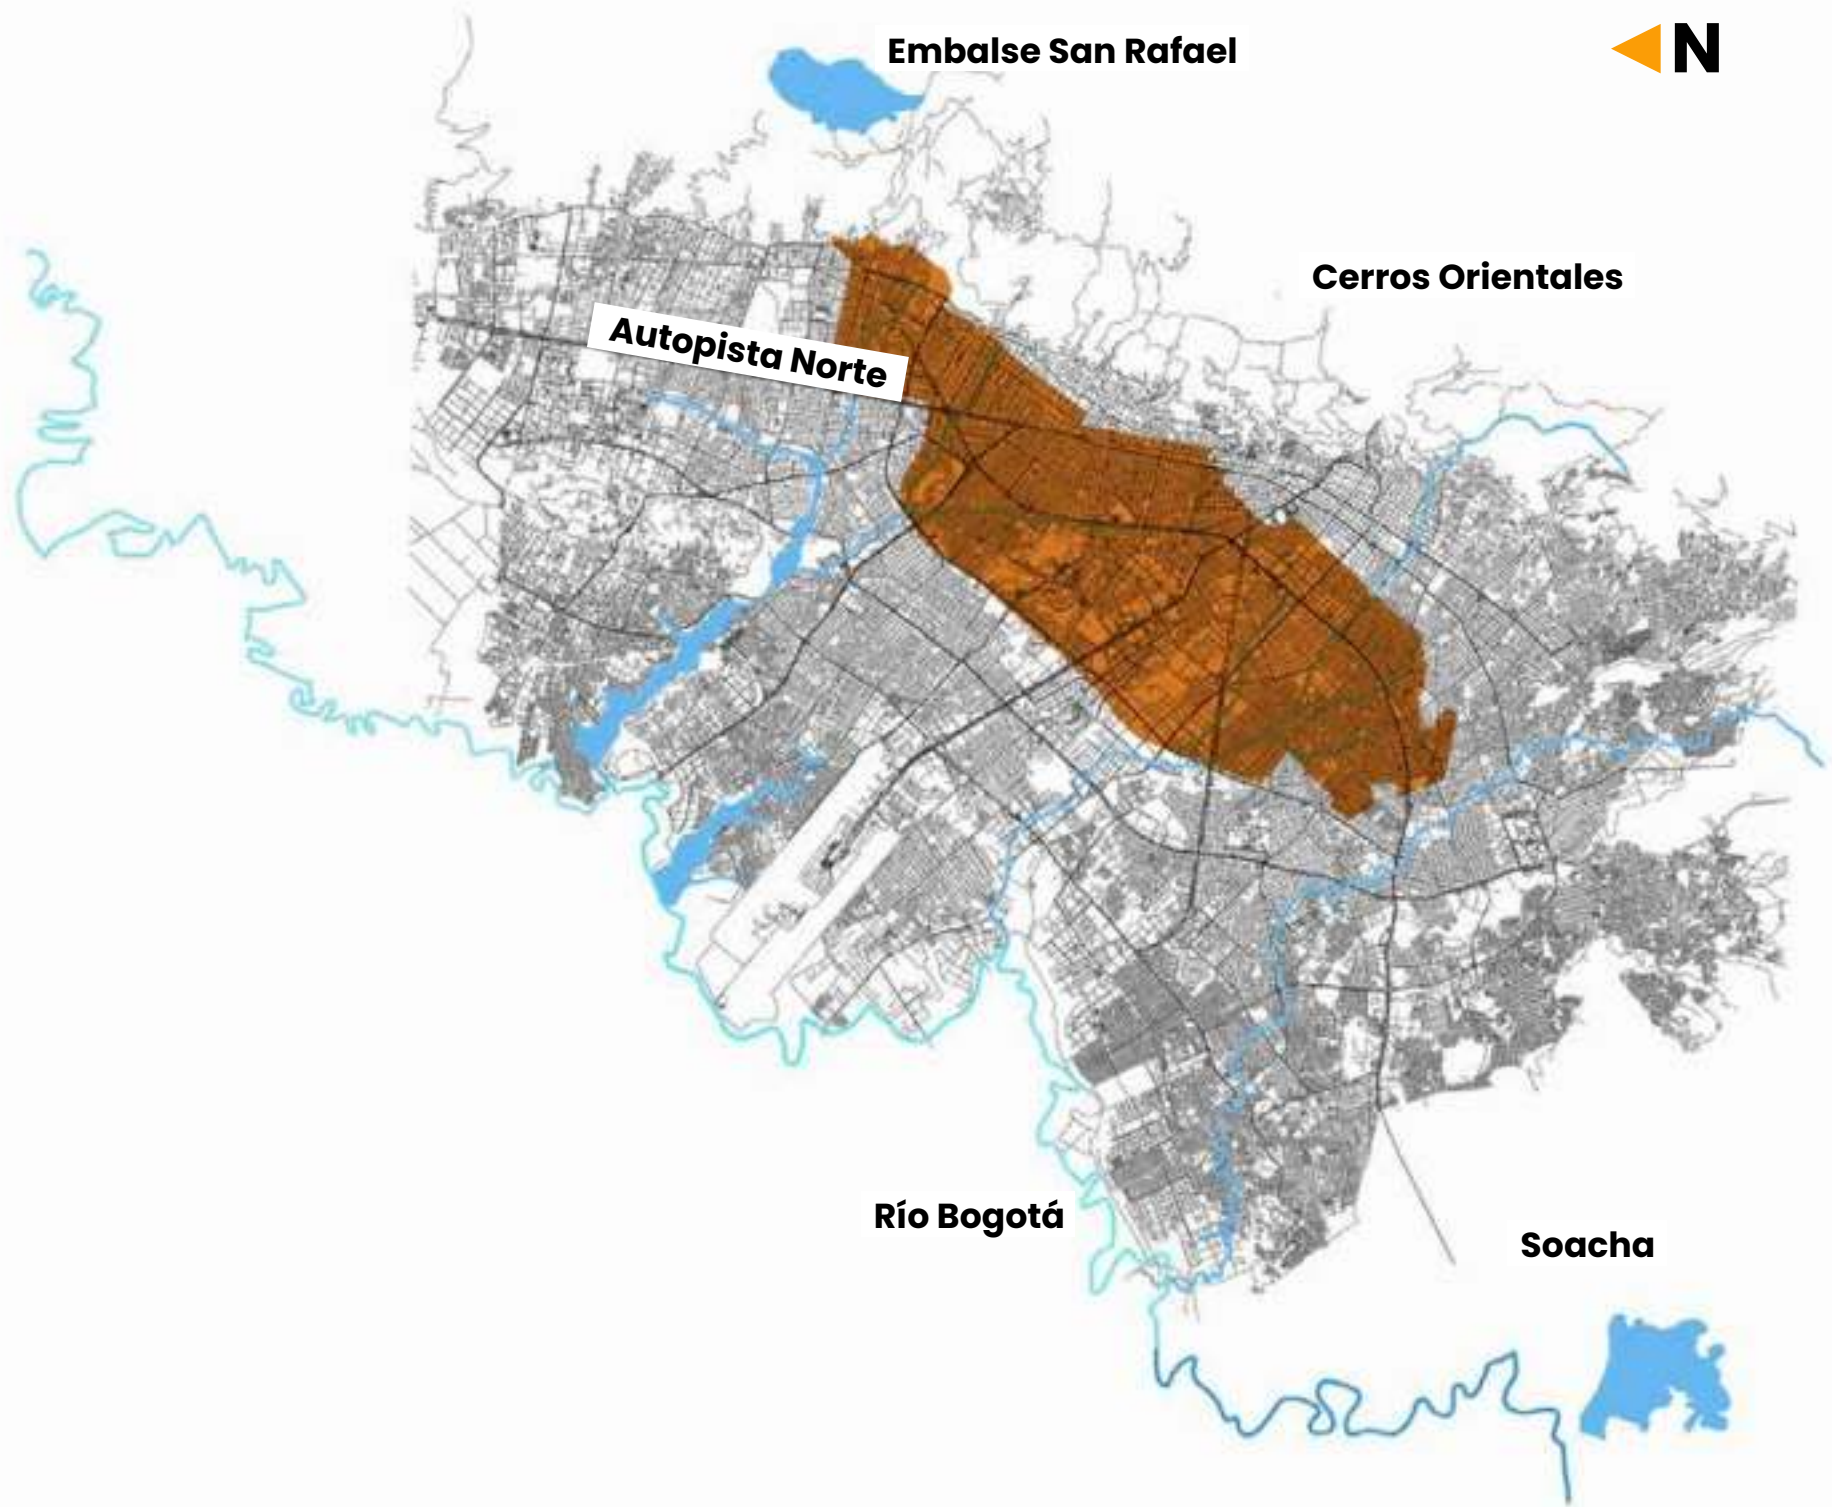 Embalse San Rafael
N
Cerros Orientales
Autopista Norte
Río Bogotá
Soacha